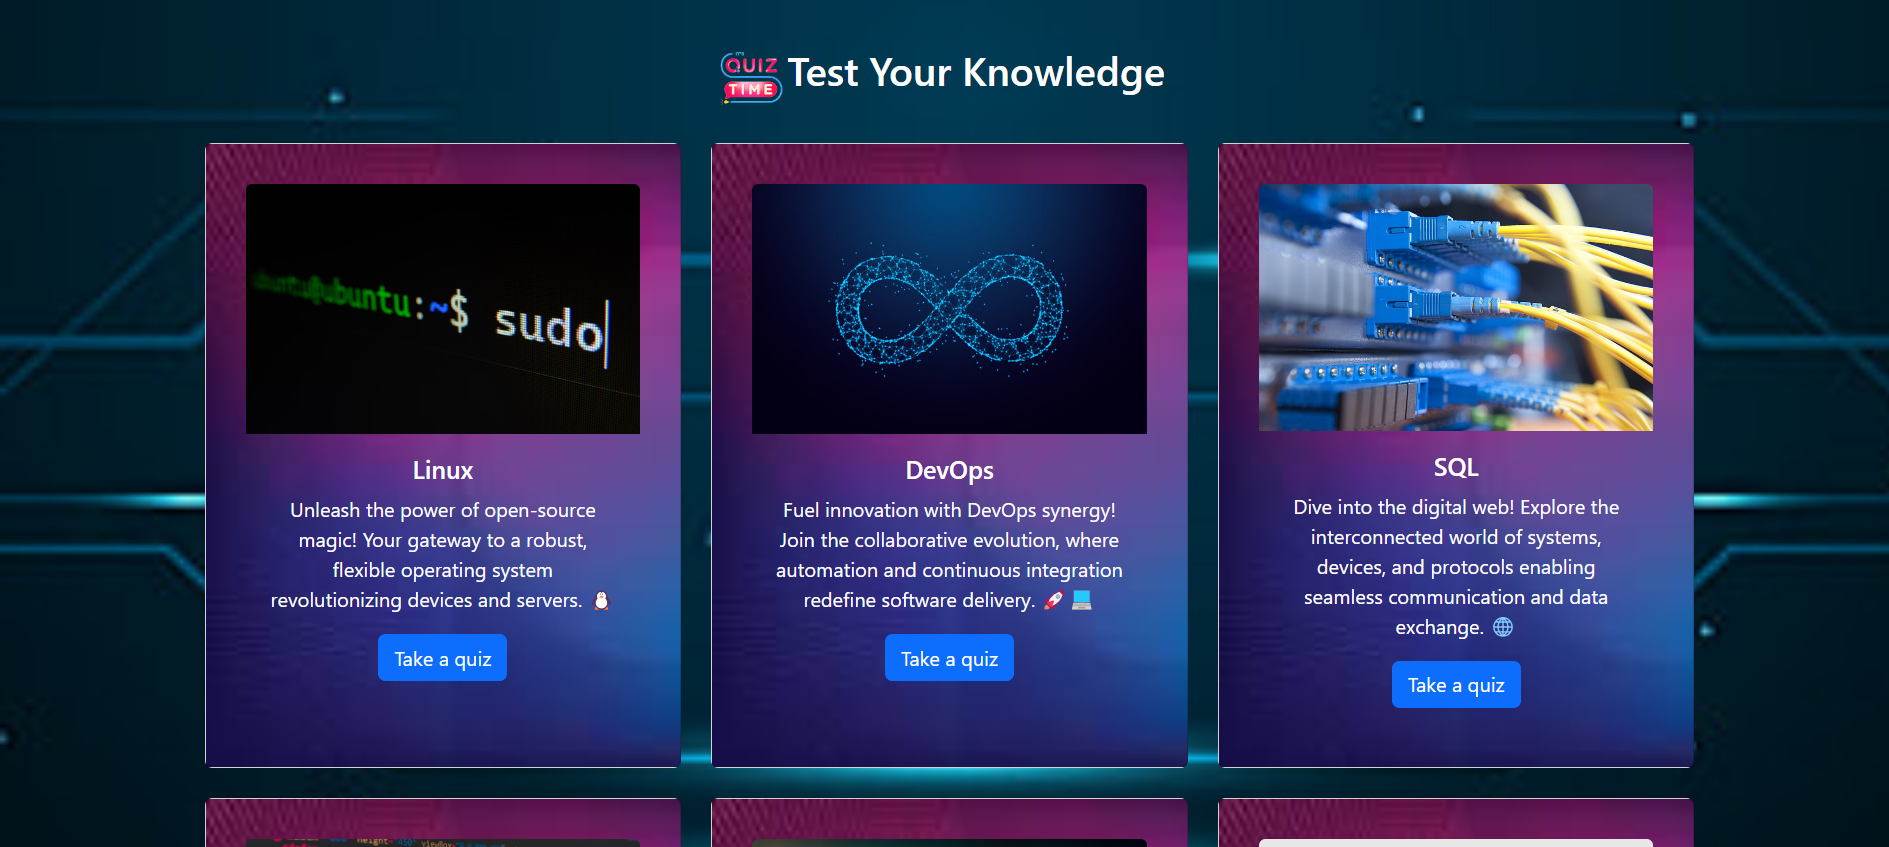 QUIZ
TIME
Test Your Knowledge
ubuntu@ubuntu:~$ sudo
Linux
Unleash the power of open-source
magic! Your gateway to a robust,
flexible operating system
revolutionizing devices and servers. 🐧
Take a quiz
DevOps
Fuel innovation with DevOps synergy!
Join the collaborative evolution, where
automation and continuous integration
redefine software delivery. 🚀 💻
Take a quiz
SQL
Dive into the digital web! Explore the
interconnected world of systems,
devices, and protocols enabling
seamless communication and data
exchange. 🌐
Take a quiz